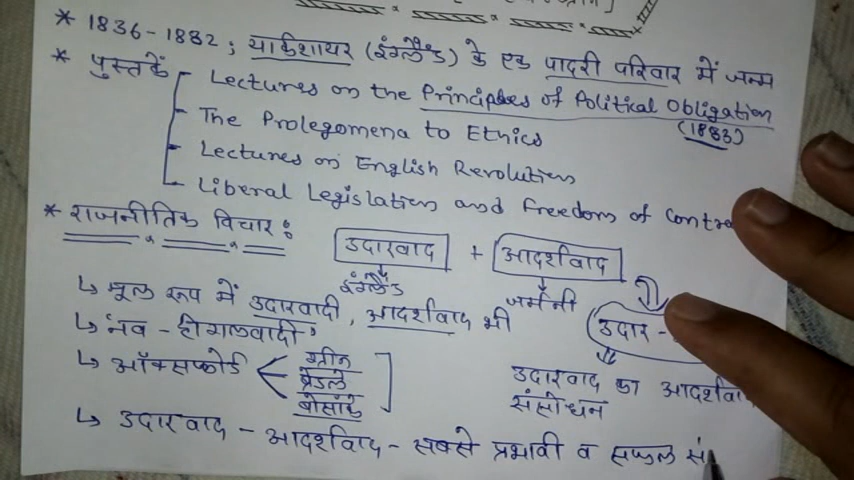 * 1836-1882; यार्कशायर (इंग्लैंड) के एक पादरी परिवार में जन्म
* पुस्तकें
Lectures on the Principles of Political Obligation
(1883)
The Prolegomena to Ethics
Lectures on English Revolution
Liberal Legislation and Freedom of Contra
* राजनीतिक विचार :
उदारवाद + आदर्शवाद
इंग्लैंड
जर्मनी
↳ मूल रूप में उदारवादी, आदर्शवाद भी
उदार -
↳ "नव - हीगलवादी"
↳ ऑक्सफोर्ड
ग्रीन
ब्रेडले
बोसांके
उदारवाद का आदर्शवा
संसोधन
↳ उदारवाद - आदर्शवाद - सबसे प्रभावी व सफल सं